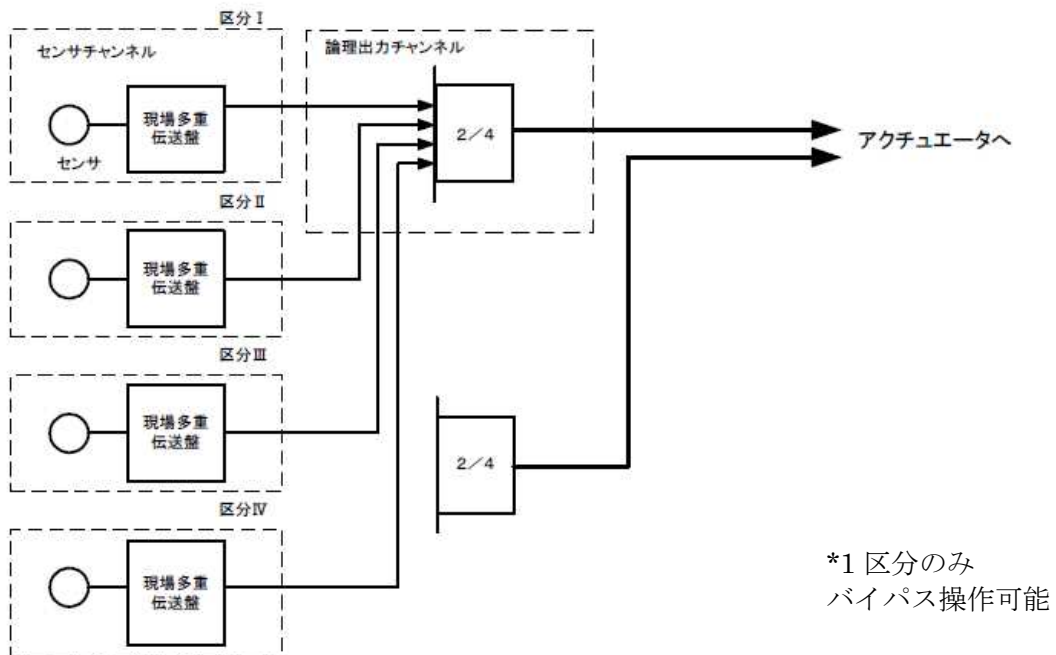 区分Ⅰ
センサチャンネル
論理出力チャンネル
現場多重
伝送盤
センサ
2/4
アクチュエータへ
区分Ⅱ
現場多重
伝送盤
区分Ⅲ
現場多重
伝送盤
2/4
区分Ⅳ
現場多重
伝送盤
*1 区分のみ
バイパス操作可能